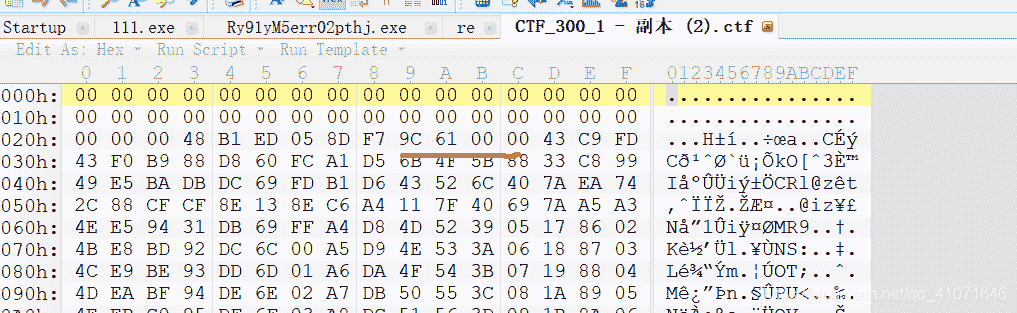 Startup 111.exe Ry91yM5err02pthj.exe re CTF_300_1 - 副本 (2).ctf
Edit As: Hex Run Script Run Template
0 1 2 3 4 5 6 7 8 9 A B C D E F 0123456789ABCDEF
000h: 00 00 00 00 00 00 00 00 00 00 00 00 00 00 00 00 ................
010h: 00 00 00 00 00 00 00 00 00 00 00 00 00 00 00 00 ................
020h: 00 00 00 48 B1 ED 05 8D F7 9C 61 00 00 43 C9 FD ...H±í..÷œa..CÉý
030h: 43 F0 B9 88 D8 60 FC A1 D5 6B 4F 5B 88 33 C8 99 Cð¹ˆØ`ü¡ÕkO[ˆ3È™
040h: 49 E5 BA DB DC 69 FD B1 D6 43 52 6C 40 7A EA 74 IåºÛÜiý±ÖCRl@zêt
050h: 2C 88 CF CF 8E 13 8E C6 A4 11 7F 40 69 7A A5 A3 ,ˆÏÏŽ.ŽÆ¤..@iz¥£
060h: 4E E5 94 31 DB 69 FF A4 D8 4D 52 39 05 17 86 02 Nå”1Ûiÿ¤ØMR9..†.
070h: 4B E8 BD 92 DC 6C 00 A5 D9 4E 53 3A 06 18 87 03 Kè½’Ül.¥ÙNS:..‡.
080h: 4C E9 BE 93 DD 6D 01 A6 DA 4F 54 3B 07 19 88 04 Lé¾“Ým.¦ÚOT;..ˆ.
090h: 4D EA BF 94 DE 6E 02 A7 DB 50 55 3C 08 1A 89 05 Mê¿”Þn.§ÛPU<..‰.